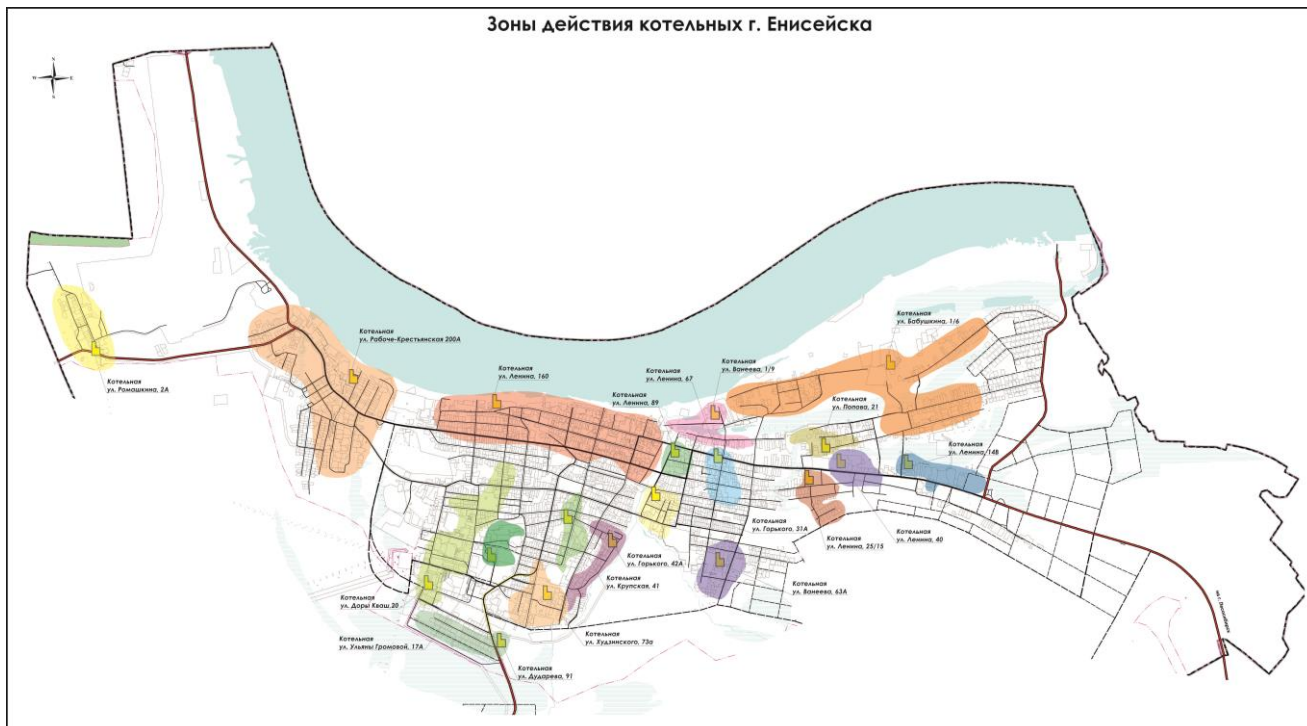 Зоны действия котельных г. Енисейска
N
W
E
S
Котельная
ул. Бабушкина, 1/6
Котельная
ул. Рабоче-Крестьянская 200А
Котельная
ул. Ванеева, 1/9
Котельная
ул. Ленина, 67
Котельная
ул. Ленина, 160
Котельная
ул. Ромашкина, 2А
Котельная
ул. Ленина, 89
Котельная
ул. Попова, 21
Котельная
ул. Ленина, 14В
Котельная
ул. Горького, 31А
Котельная
ул. Ленина, 25/15
Котельная
ул. Ленина, 40
Котельная
ул. Горького, 42А
Котельная
ул. Крупская, 41
Котельная
ул. Ванеева, 63А
Котельная
ул. Доры Кваш 20
Котельная
ул. Худзинского, 73а
Котельная
ул. Ульяны Громовой, 17А
Котельная
ул. Дударева, 91